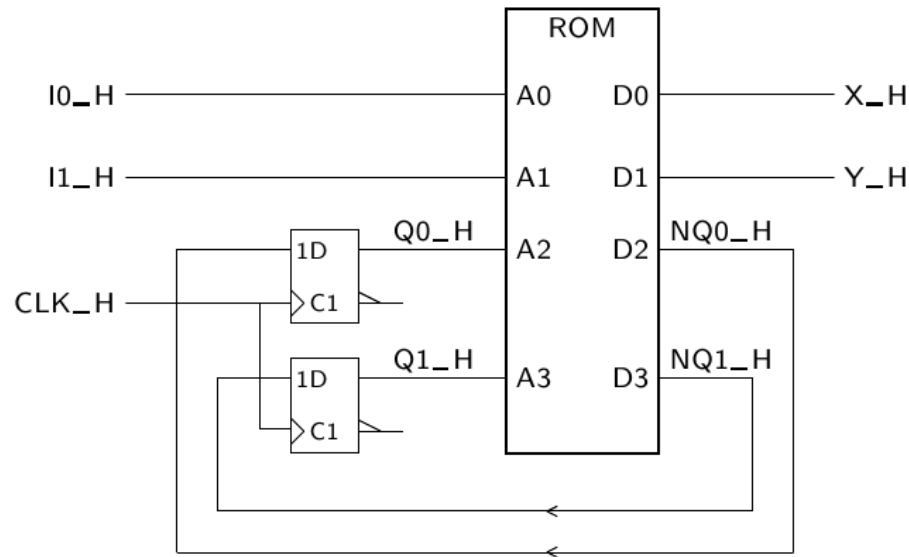 ROM
I0_H
A0
D0
X_H
I1_H
A1
D1
Y_H
1D
Q0_H
A2
D2
NQ0_H
CLK_H
C1
1D
Q1_H
A3
D3
NQ1_H
C1